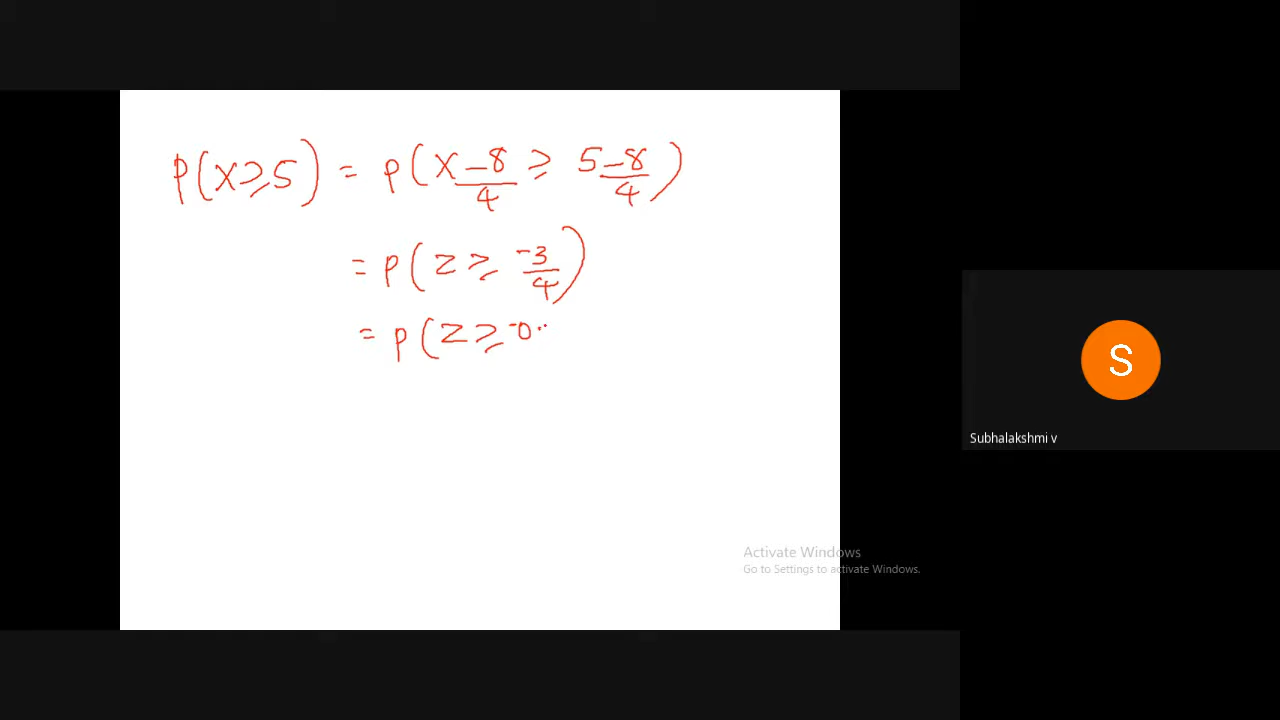 P(X≥5) = P(X-8/4 ≥ 5-8/4)
= P(Z ≥ -3/4)
= P(Z ≥ -0.
S
Subhalakshmi v
Activate Windows
Go to Settings to activate Windows.